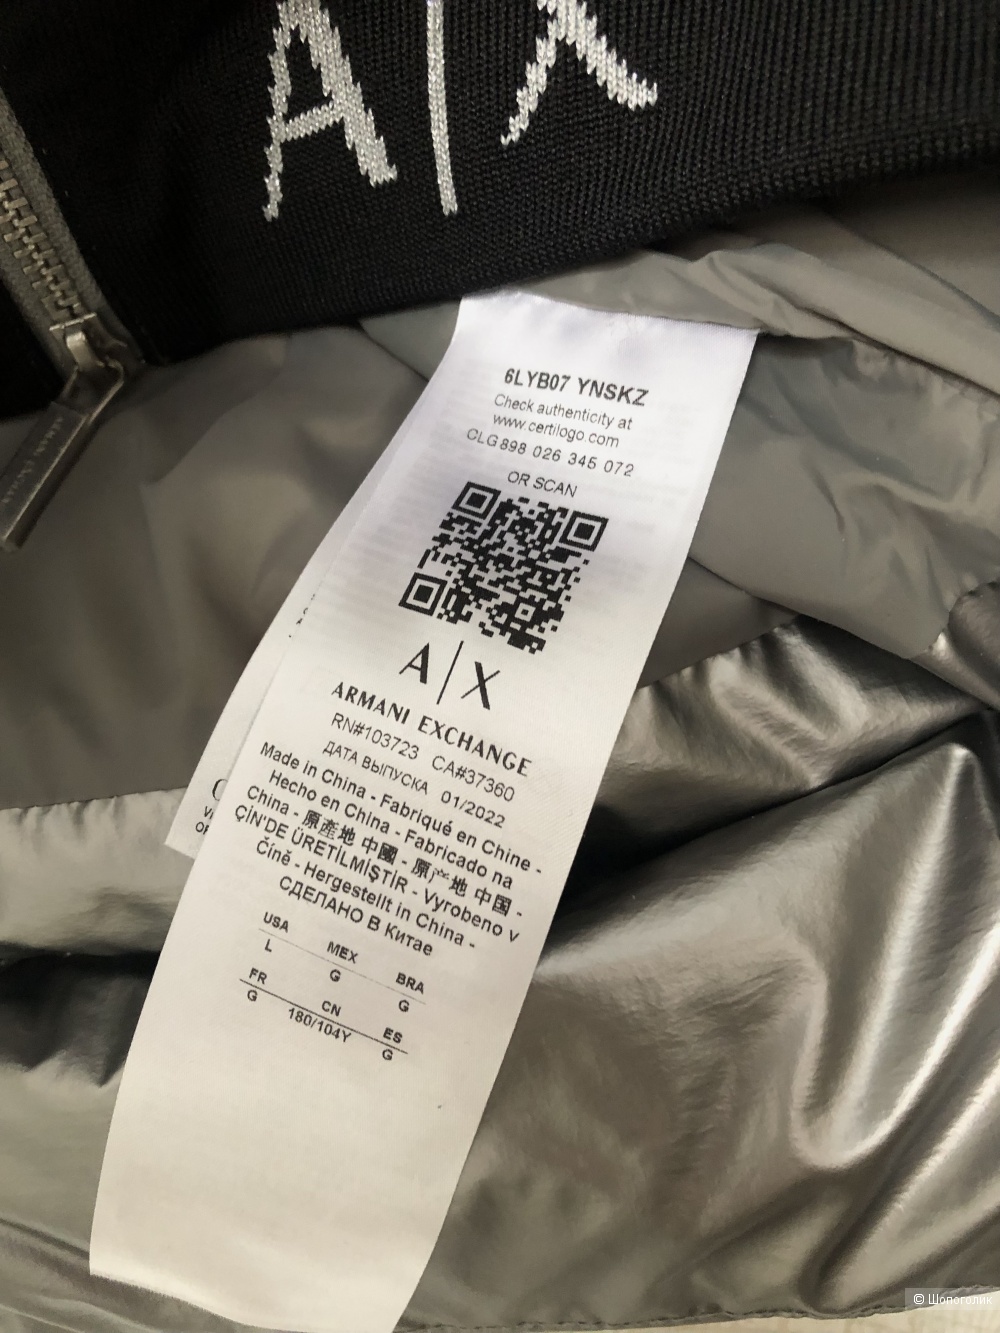 A|X
6LYB07 YNSKZ
Check authenticity at
www.certilogo.com
CLG 898 026 345 072
OR SCAN
A|X
ARMANI EXCHANGE
RN#103723 CA#37360
ДАТА ВЫПУСКА 01/2022
Made in China - Fabriqué en Chine -
Hecho en China - Fabricado na
China - 原產地 中國 - 原产地 中国 -
ÇİN'DE ÜRETİLMİŞTİR - Vyrobeno v
Číně - Hergestellt in China -
СДЕЛАНО В Китае
USA MEX BRA
L G G
FR CN ES
G 180/104Y G
© Шопоголик